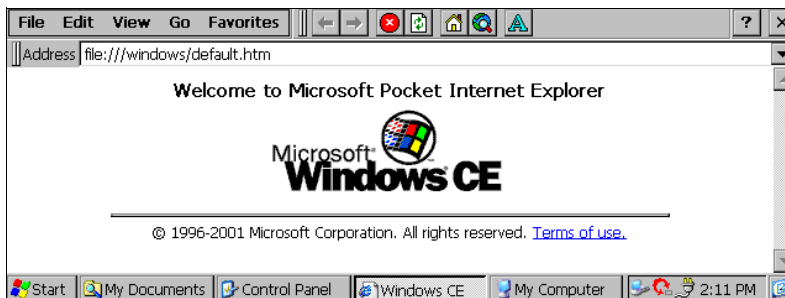 File Edit View Go Favorites ? ×
Address file:///windows/default.htm
Welcome to Microsoft Pocket Internet Explorer
Microsoft®
Windows CE
© 1996-2001 Microsoft Corporation. All rights reserved. Terms of use.
Start My Documents Control Panel Windows CE My Computer 2:11 PM